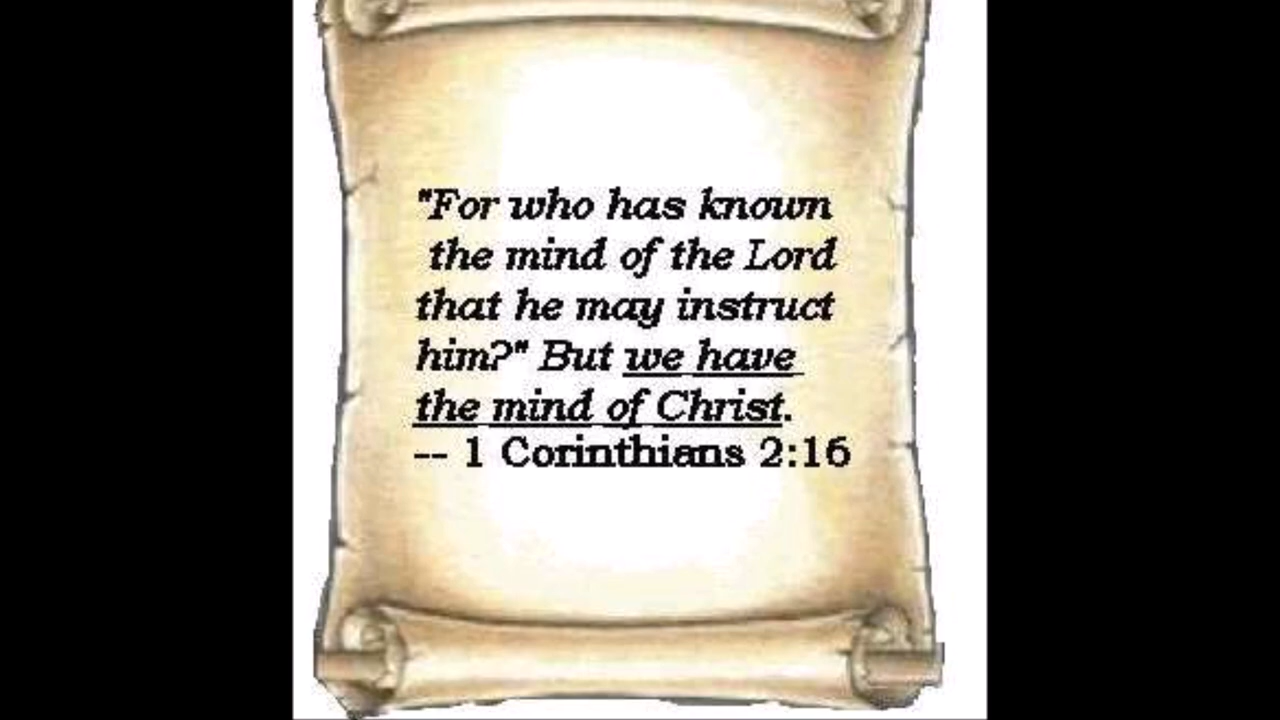 "For who has known
the mind of the Lord
that he may instruct
him?" But we have
the mind of Christ.
-- 1 Corinthians 2:16